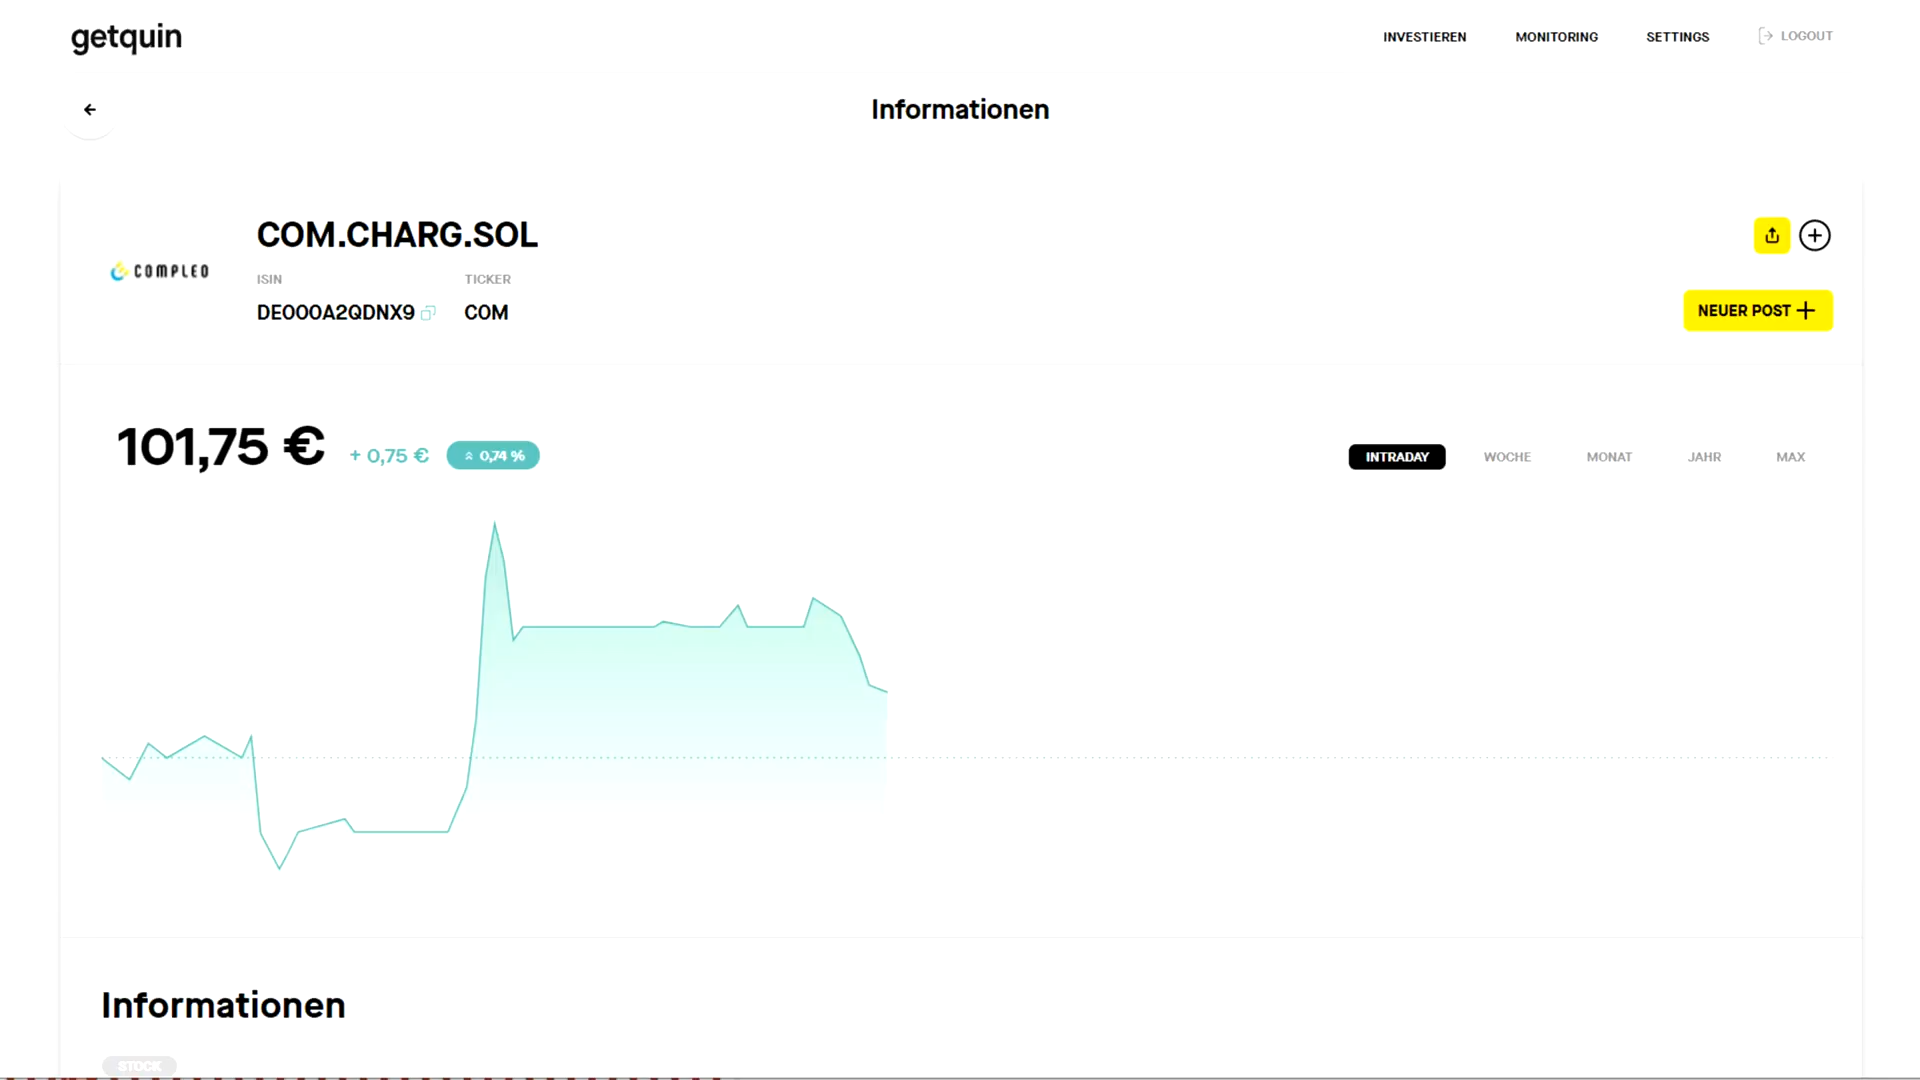 getquin
INVESTIEREN MONITORING SETTINGS LOGOUT
Informationen
COMPLEO
COM.CHARG.SOL
ISIN TICKER
DE000A2QDNX9 COM
NEUER POST
101,75 € + 0,75 € 0,74 %
INTRADAY WOCHE MONAT JAHR MAX
Informationen
STOCK